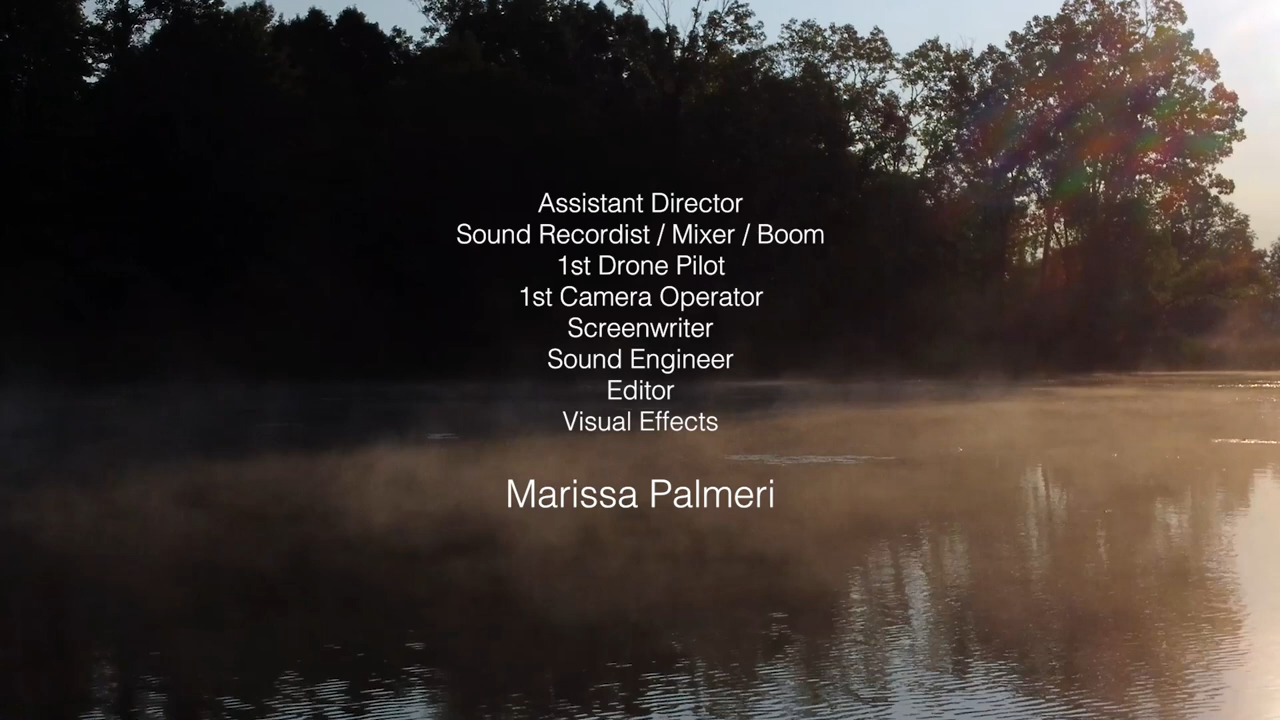 Assistant Director
Sound Recordist / Mixer / Boom
1st Drone Pilot
1st Camera Operator
Screenwriter
Sound Engineer
Editor
Visual Effects
Marissa Palmeri